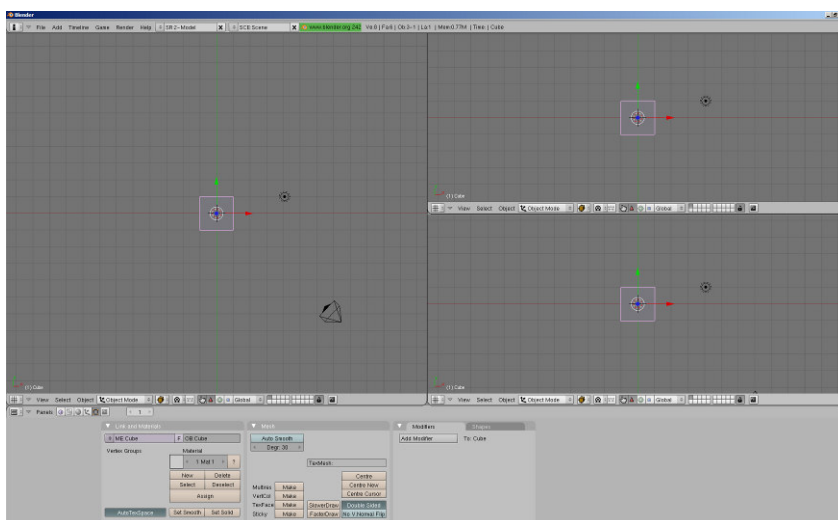 Blender
File Add Timeline Game Render Help SR:2-Model X SCE:Scene X www.blender.org 242 Ve:8 | Fa:6 | Ob:3-1 | La:1 | Mem:0.77M | Time: | Cube
(1) Cube
View Select Object Object Mode Global
(1) Cube
(1) Cube
View Select Object Object Mode Global
View Select Object Object Mode Global
Panels 1
Link and Materials
Mesh
Modifiers
Shapes
ME:Cube
F
OB:Cube
Auto Smooth
Add Modifier
To: Cube
Vertex Groups
Material
Degr: 30
1 Mat 1
?
TexMesh:
New
Delete
Centre
Select
Deselect
Multires
Make
Centre New
Assign
VertCol
Make
Centre Cursor
TexFace
Make
SlowerDraw
Double Sided
AutoTexSpace
Set Smooth
Set Solid
Sticky
Make
FasterDraw
No V.Normal Flip